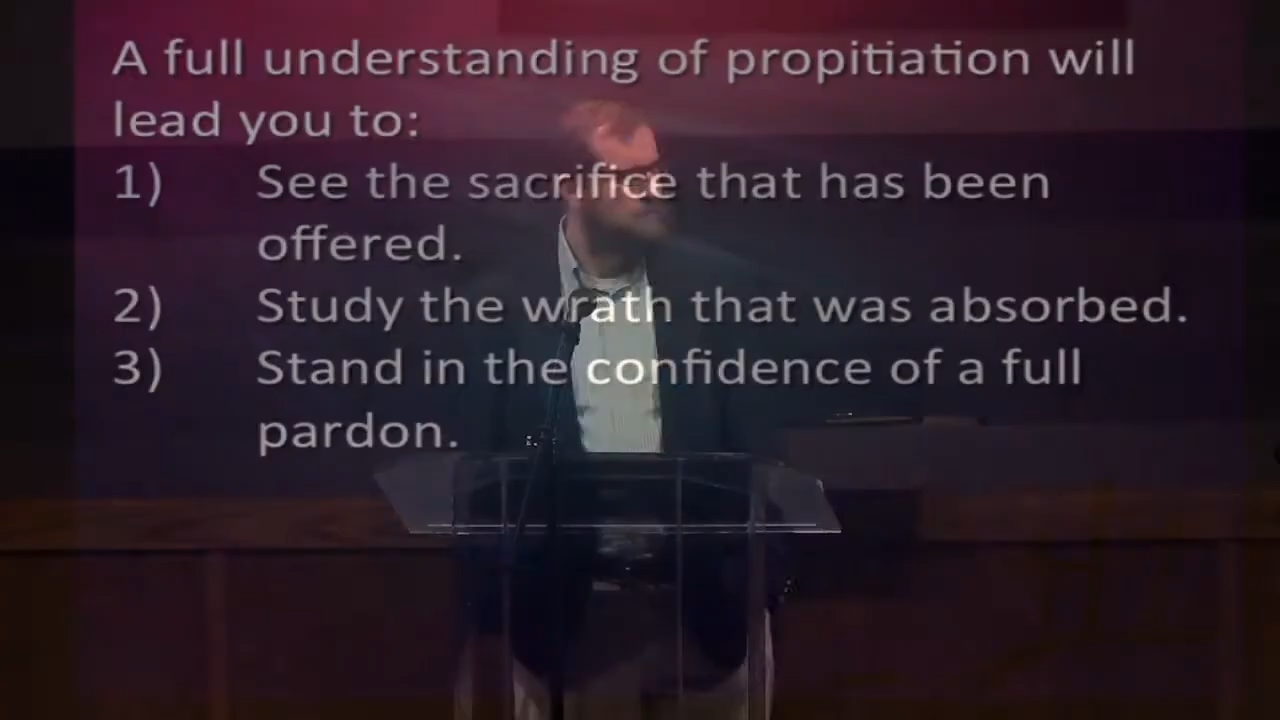 A full understanding of propitiation will
lead you to:
1) See the sacrifice that has been
offered.
2) Study the wrath that was absorbed.
3) Stand in the confidence of a full
pardon.